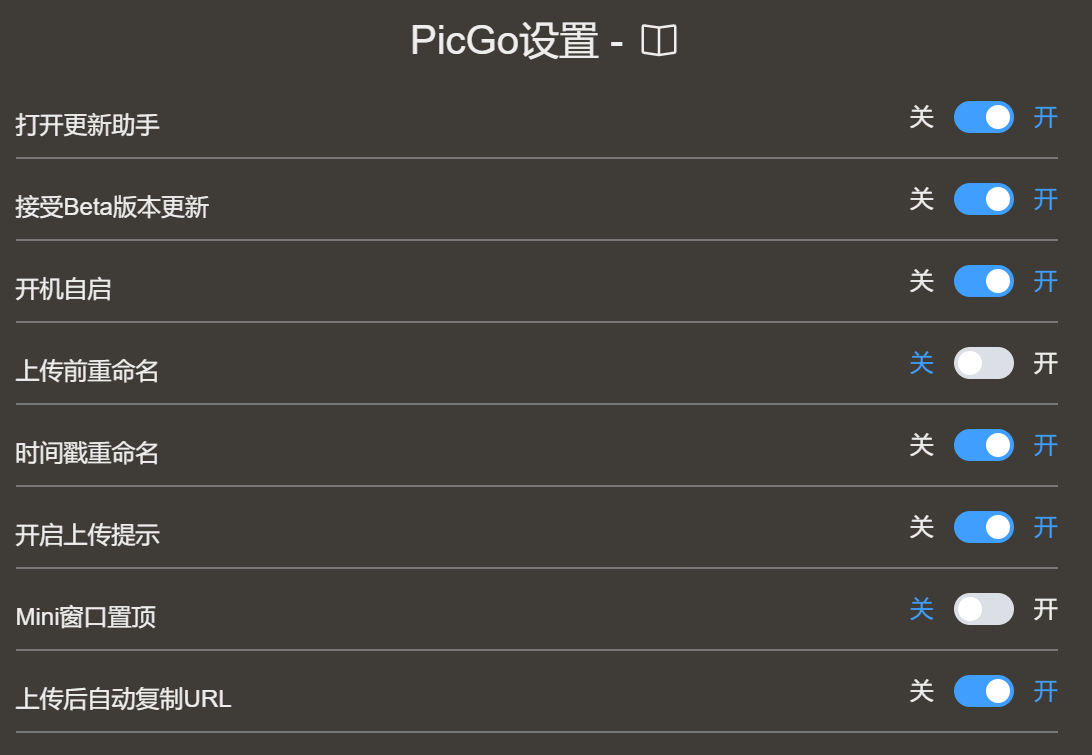 PicGo设置 -
打开更新助手 关 开
接受Beta版本更新 关 开
开机自启 关 开
上传前重命名 关 开
时间戳重命名 关 开
开启上传提示 关 开
Mini窗口置顶 关 开
上传后自动复制URL 关 开